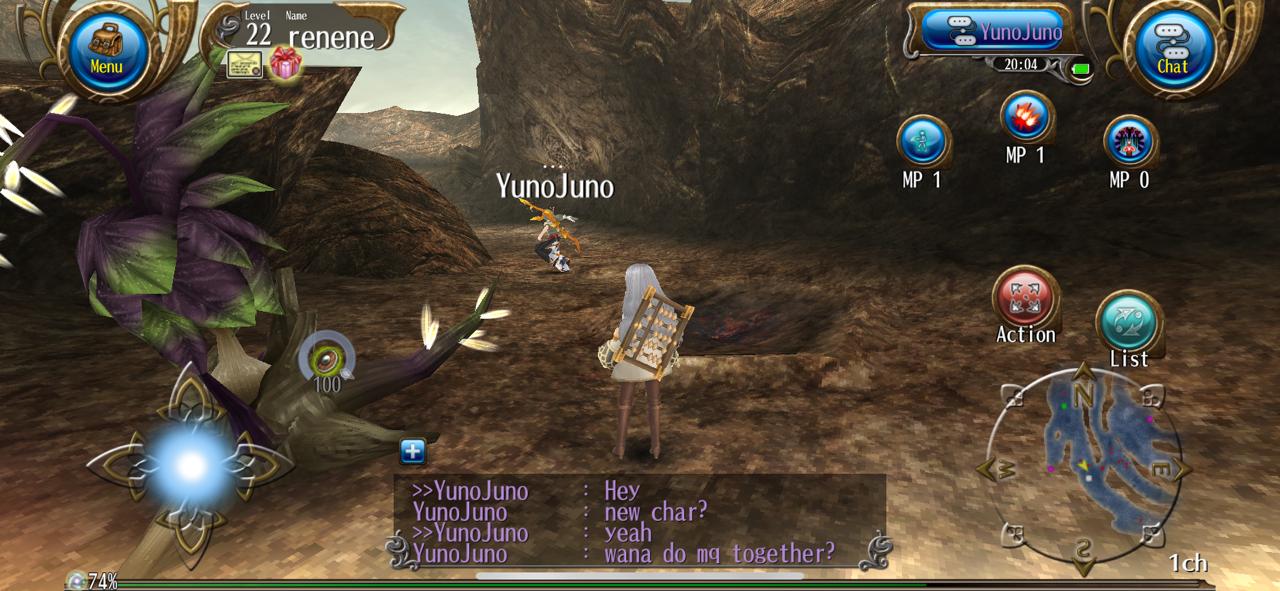 Level Name
22 renene
Menu
YunoJuno
Chat
20:04
MP 1
MP 1
MP 0
...
YunoJuno
Action
List
100
N
W
E
S
>>YunoJuno : Hey
YunoJuno : new char?
>>YunoJuno : yeah
YunoJuno : wana do mq together?
1ch
74%